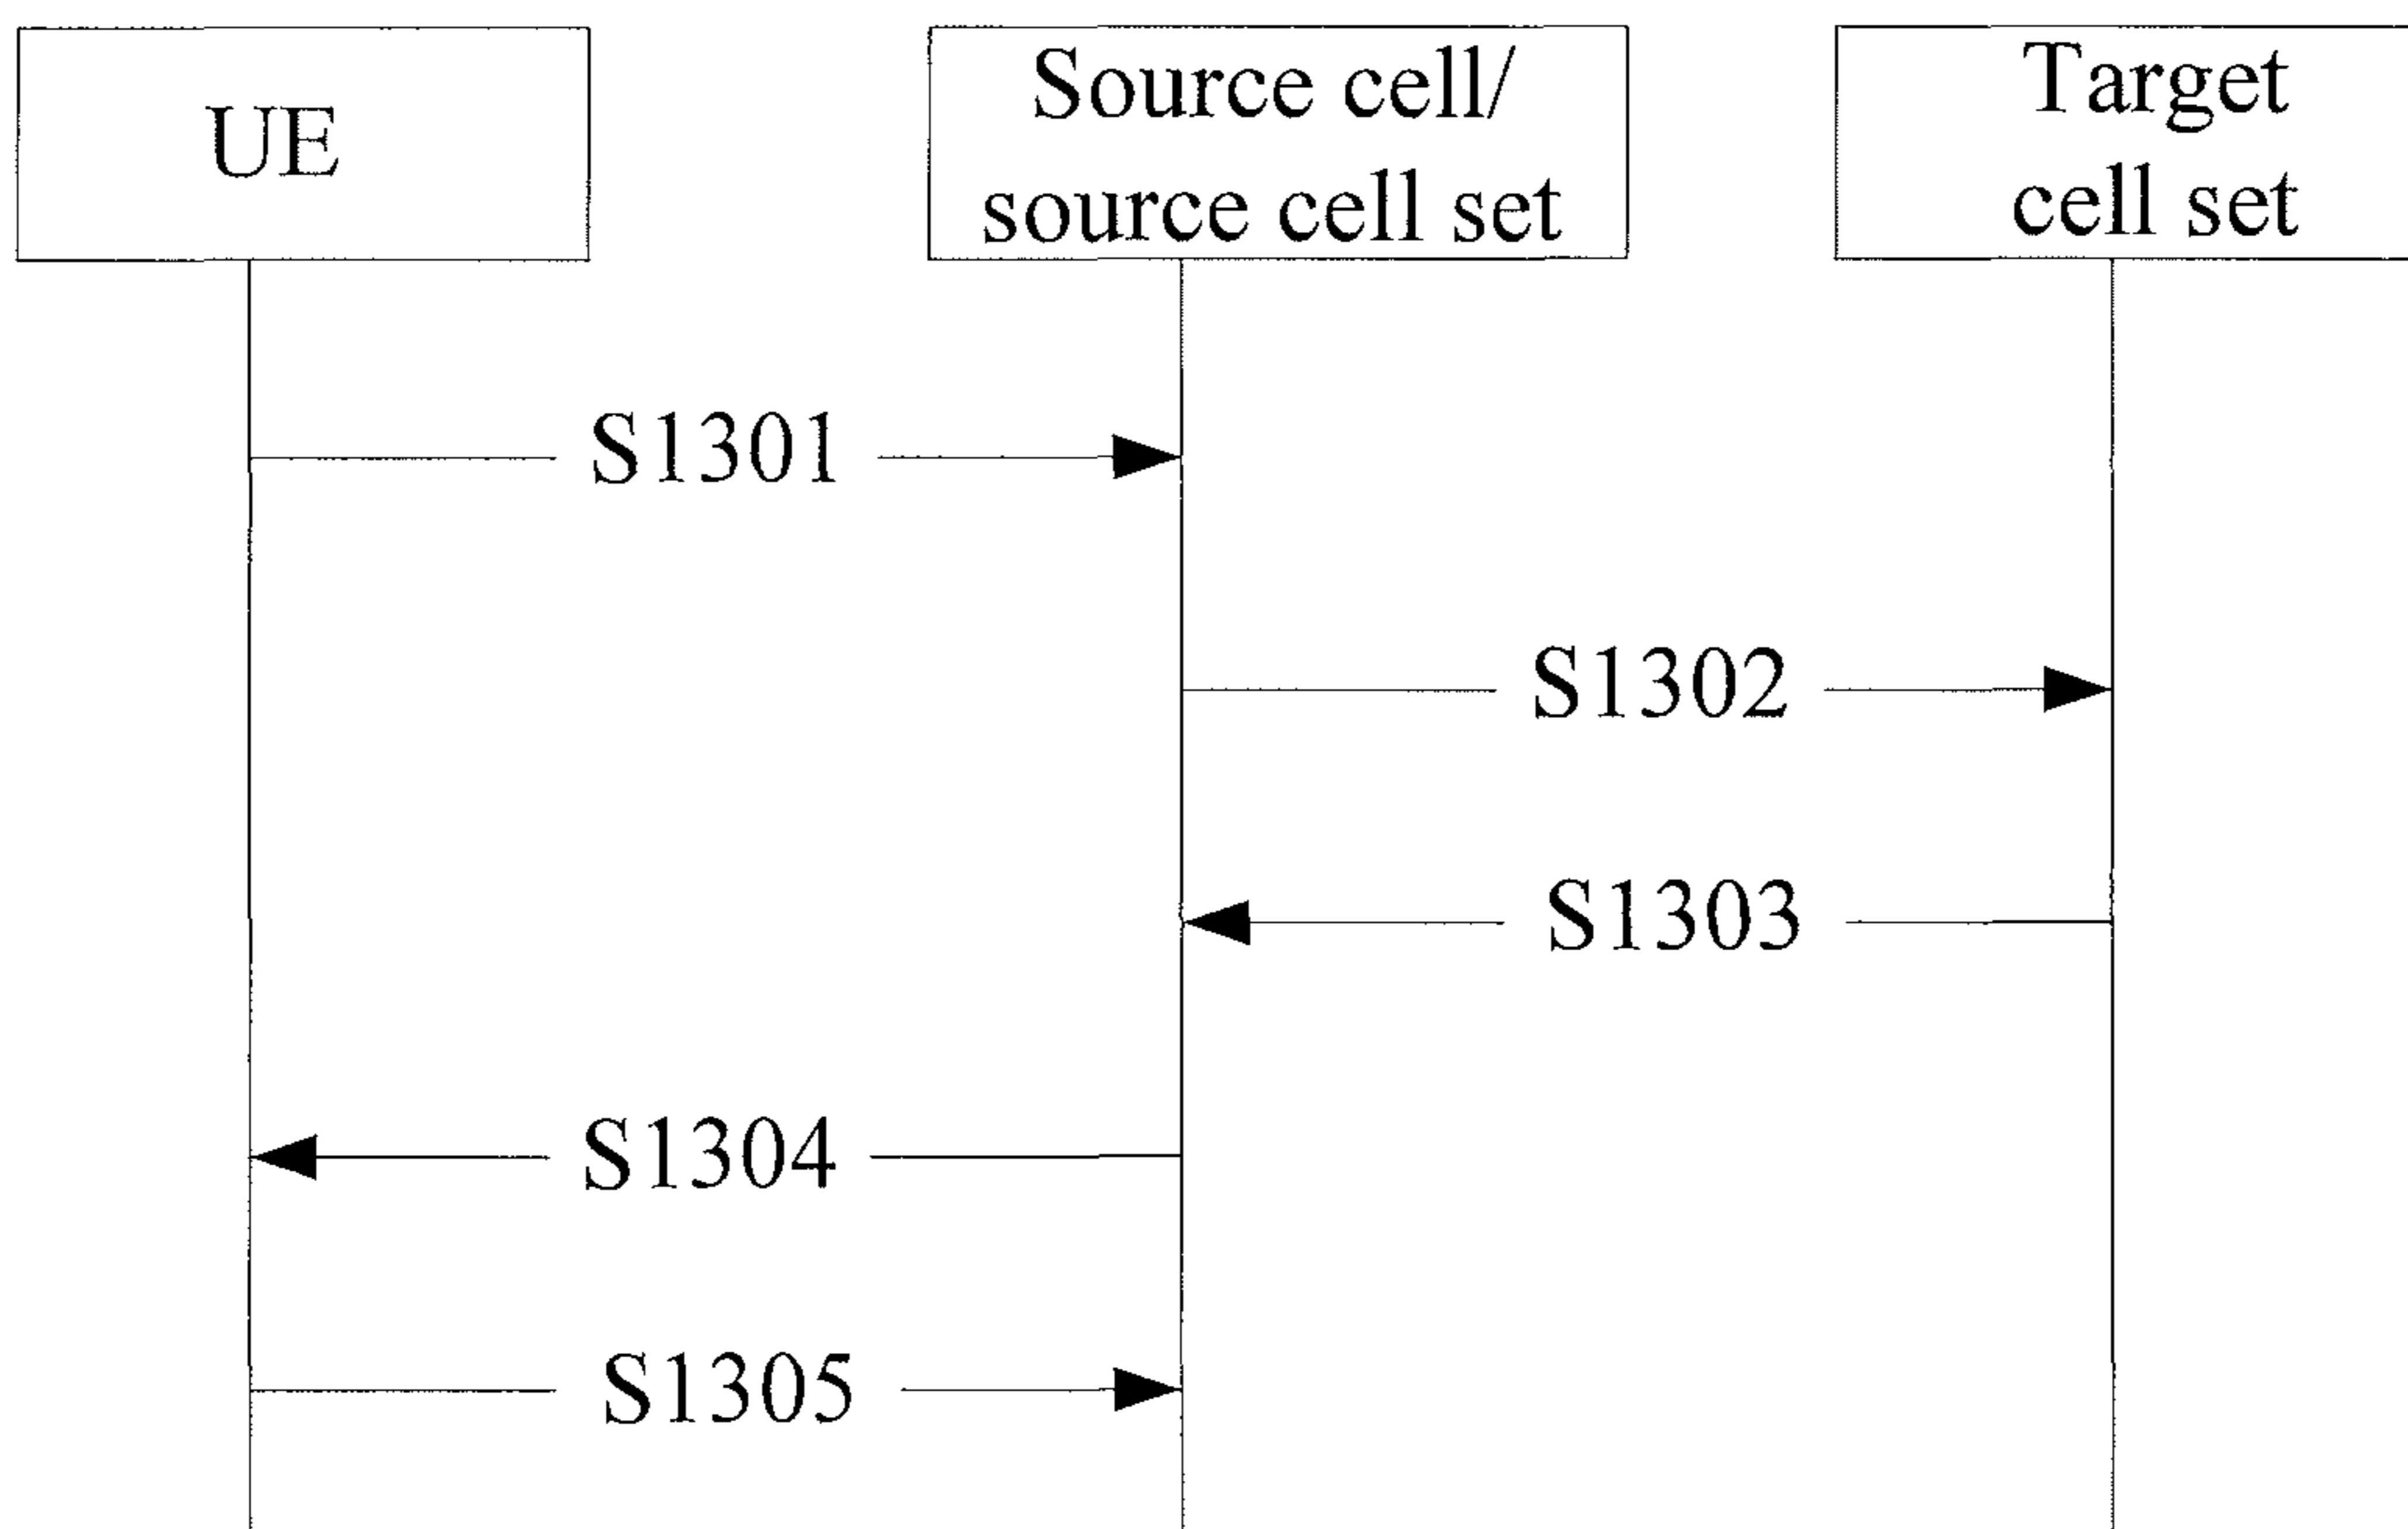 UE
Source cell/
source cell set
Target
cell set
S1301
S1302
S1303
S1304
S1305